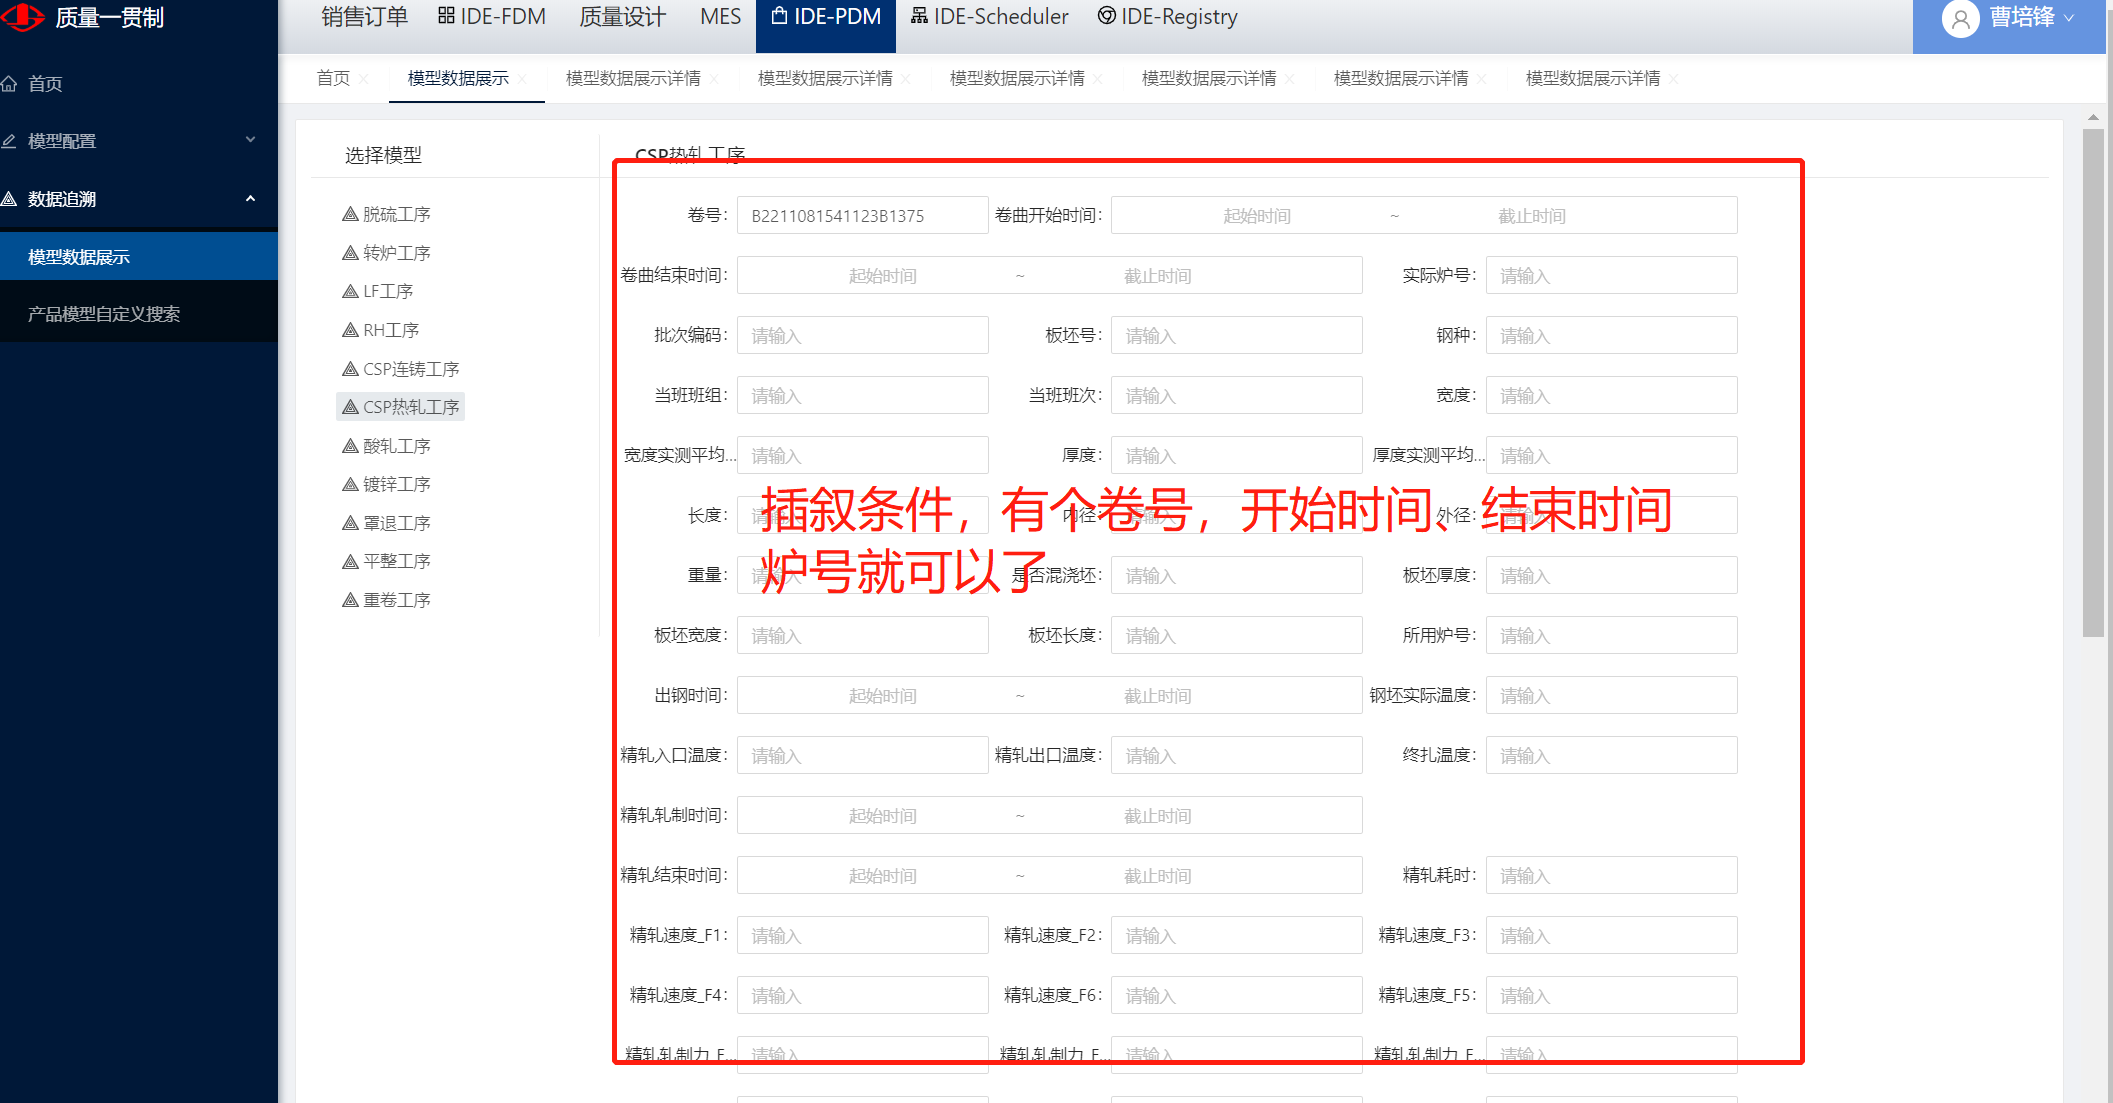 质量一贯制
销售订单 IDE-FDM 质量设计 MES IDE-PDM IDE-Scheduler IDE-Registry 曹培锋
首页
模型配置
数据追溯
模型数据展示
产品模型自定义搜索
首页 模型数据展示 模型数据展示详情 模型数据展示详情 模型数据展示详情 模型数据展示详情 模型数据展示详情 模型数据展示详情
选择模型
脱硫工序
转炉工序
LF工序
RH工序
CSP连铸工序
CSP热轧工序
酸轧工序
镀锌工序
罩退工序
平整工序
重卷工序
CSP热轧工序
卷号: B2211081541123B1375 卷曲开始时间: 起始时间 ~ 截止时间
卷曲结束时间: 起始时间 ~ 截止时间 实际炉号: 请输入
批次编码: 请输入 板坯号: 请输入 钢种: 请输入
当班班组: 请输入 当班班次: 请输入 宽度: 请输入
宽度实测平均... 请输入 厚度: 请输入 厚度实测平均... 请输入
长度: 请输入 内径: 请输入 外径: 请输入
重量: 请输入 是否混浇坯: 请输入 板坯厚度: 请输入
板坯宽度: 请输入 板坯长度: 请输入 所用炉号: 请输入
出钢时间: 起始时间 ~ 截止时间 钢坯实际温度: 请输入
精轧入口温度: 请输入 精轧出口温度: 请输入 终扎温度: 请输入
精轧轧制时间: 起始时间 ~ 截止时间
精轧结束时间: 起始时间 ~ 截止时间 精轧耗时: 请输入
精轧速度_F1: 请输入 精轧速度_F2: 请输入 精轧速度_F3: 请输入
精轧速度_F4: 请输入 精轧速度_F6: 请输入 精轧速度_F5: 请输入
精轧轧制力_F... 请输入 精轧轧制力_F... 请输入 精轧轧制力_F... 请输入
插叙条件，有个卷号，开始时间、结束时间
炉号就可以了